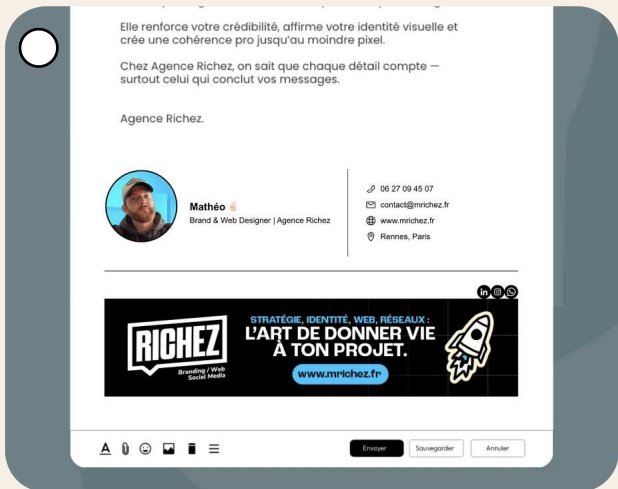 Elle renforce votre crédibilité, affirme votre identité visuelle et
crée une cohérence pro jusqu'au moindre pixel.
Chez Agence Richez, on sait que chaque détail compte —
surtout celui qui conclut vos messages.
Agence Richez.
Mathéo ✌🏻
Brand & Web Designer | Agence Richez
06 27 09 45 07
contact@mrichez.fr
www.mrichez.fr
Rennes, Paris
in
RICHEZ
Branding / Web
Social Media
STRATÉGIE, IDENTITÉ, WEB, RÉSEAUX :
L'ART DE DONNER VIE
À TON PROJET.
www.mrichez.fr
A
Envoyer
Sauvegarder
Annuler